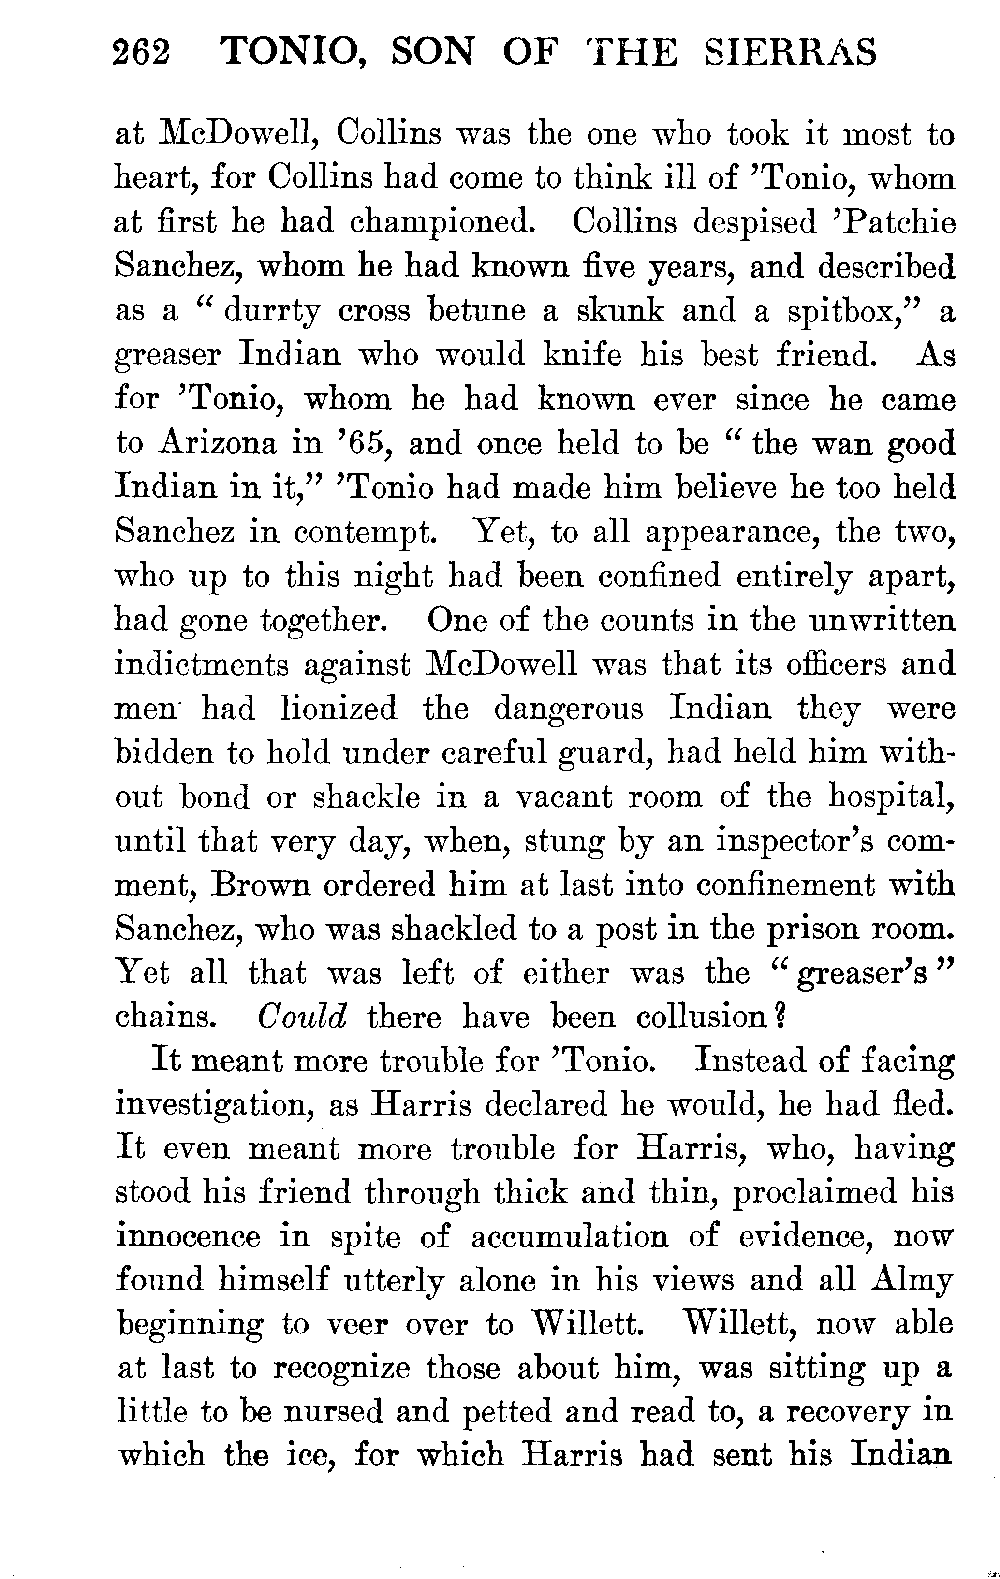 262 TONIO, SON OF THE SIERRAS
at McDowell, Collins was the one who took it most to
heart, for Collins had come to think ill of 'Tonio, whom
at first he had championed. Collins despised 'Patchie
Sanchez, whom he had known five years, and described
as a “ durrty cross betune a skunk and a spitbox,” a
greaser Indian who would knife his best friend. As
for 'Tonio, whom he had known ever since he came
to Arizona in '65, and once held to be “ the wan good
Indian in it,” 'Tonio had made him believe he too held
Sanchez in contempt. Yet, to all appearance, the two,
who up to this night had been confined entirely apart,
had gone together. One of the counts in the unwritten
indictments against McDowell was that its officers and
men had lionized the dangerous Indian they were
bidden to hold under careful guard, had held him with-
out bond or shackle in a vacant room of the hospital,
until that very day, when, stung by an inspector's com-
ment, Brown ordered him at last into confinement with
Sanchez, who was shackled to a post in the prison room.
Yet all that was left of either was the “ greaser's ”
chains. Could there have been collusion?
It meant more trouble for 'Tonio. Instead of facing
investigation, as Harris declared he would, he had fled.
It even meant more trouble for Harris, who, having
stood his friend through thick and thin, proclaimed his
innocence in spite of accumulation of evidence, now
found himself utterly alone in his views and all Almy
beginning to veer over to Willett. Willett, now able
at last to recognize those about him, was sitting up a
little to be nursed and petted and read to, a recovery in
which the ice, for which Harris had sent his Indian